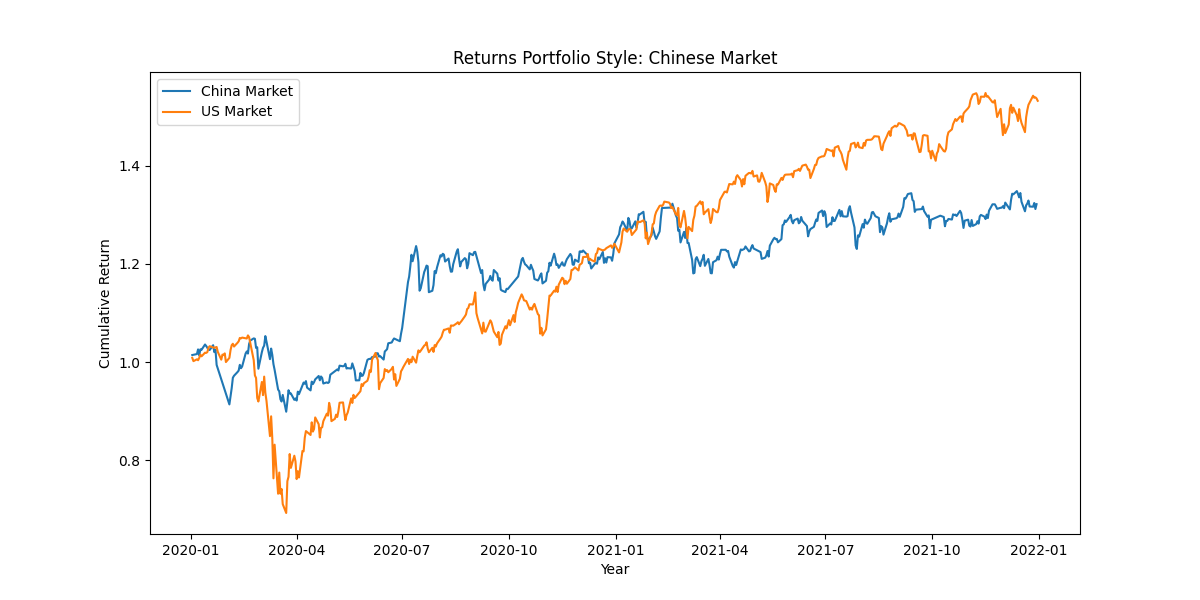 Returns Portfolio Style: Chinese Market
China Market
US Market
1.4
1.2
1.0
0.8
Cumulative Return
2020-01 2020-04 2020-07 2020-10 2021-01 2021-04 2021-07 2021-10 2022-01
Year